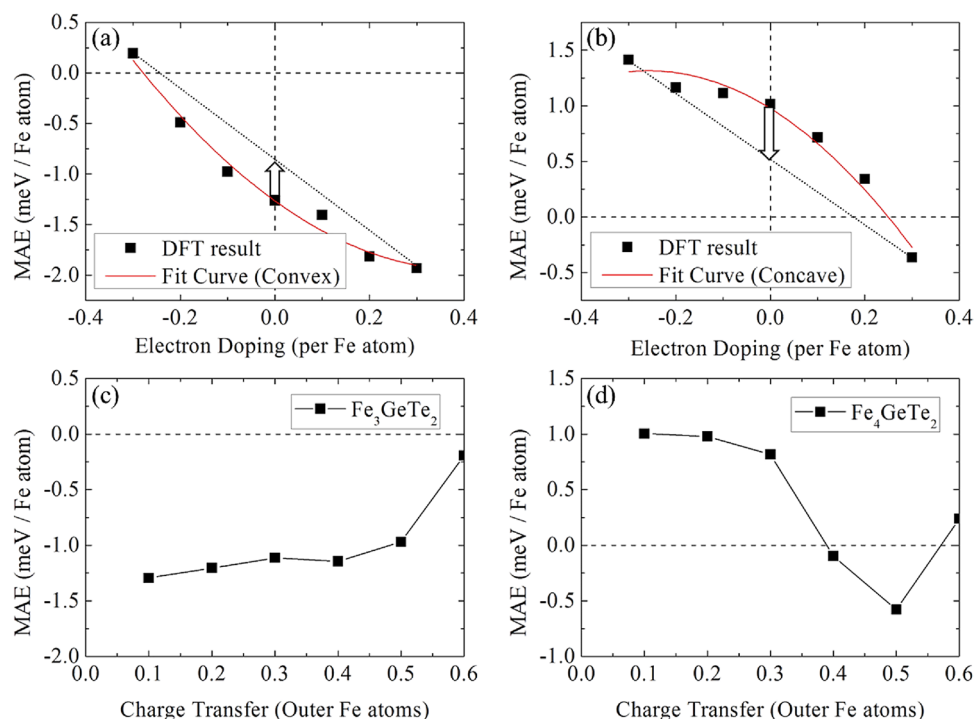 (a)
MAE (meV / Fe atom)
0.5
0.0
-0.5
-1.0
-1.5
-2.0
DFT result
Fit Curve (Convex)
-0.4 -0.2 0.0 0.2 0.4
Electron Doping (per Fe atom)
(b)
MAE (meV / Fe atom)
1.5
1.0
0.5
0.0
-0.5
DFT result
Fit Curve (Concave)
-0.4 -0.2 0.0 0.2 0.4
Electron Doping (per Fe atom)
(c)
MAE (meV / Fe atom)
0.5
0.0
-0.5
-1.0
-1.5
-2.0
Fe₃GeTe₂
0.0 0.1 0.2 0.3 0.4 0.5 0.6
Charge Transfer (Outer Fe atoms)
(d)
MAE (meV / Fe atom)
1.5
1.0
0.5
0.0
-0.5
-1.0
Fe₄GeTe₂
0.0 0.1 0.2 0.3 0.4 0.5 0.6
Charge Transfer (Outer Fe atoms)